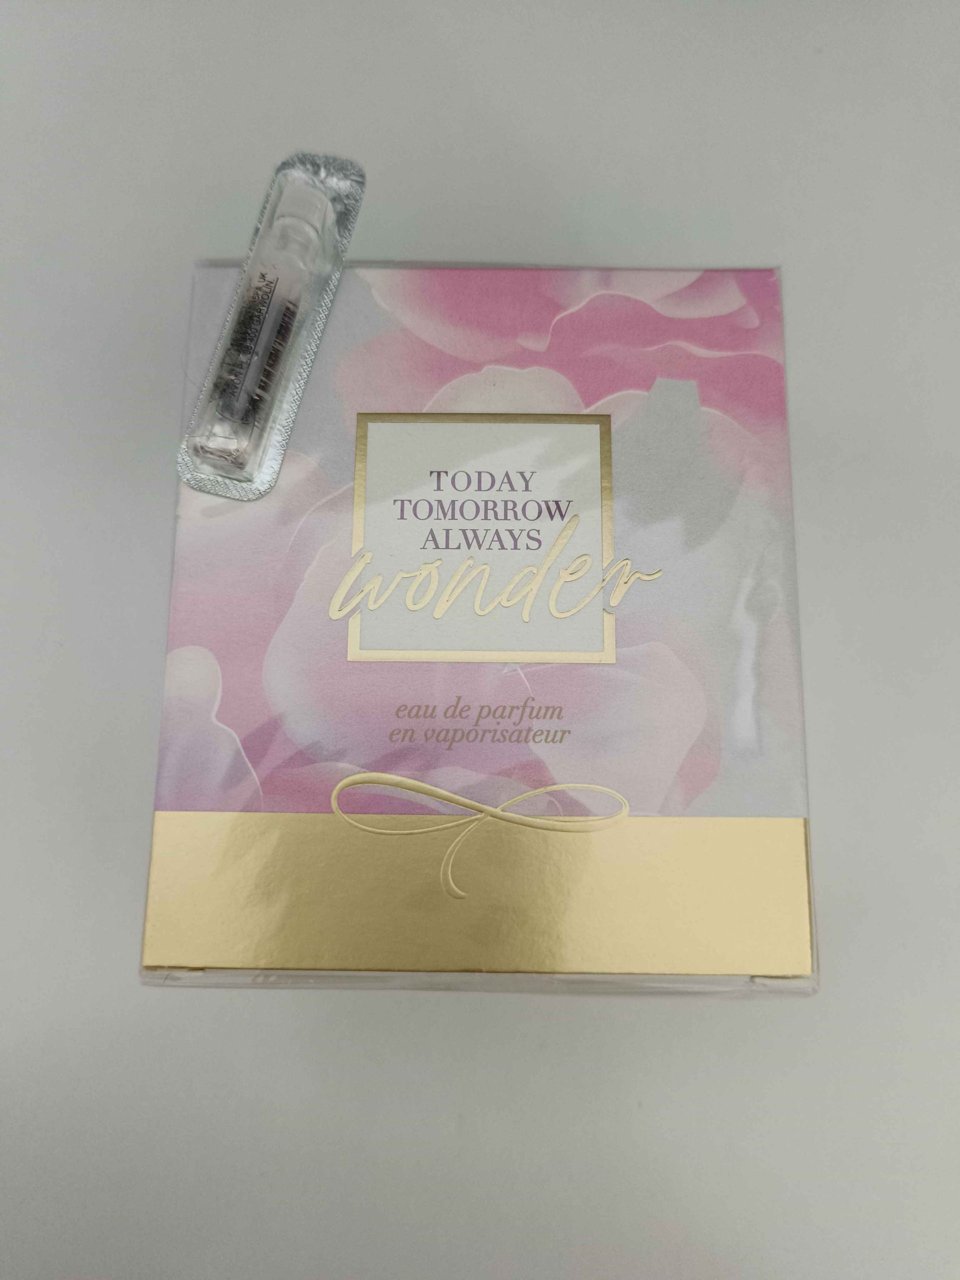 TODAY
TOMORROW
ALWAYS
wonder
eau de parfum
en vaporisateur